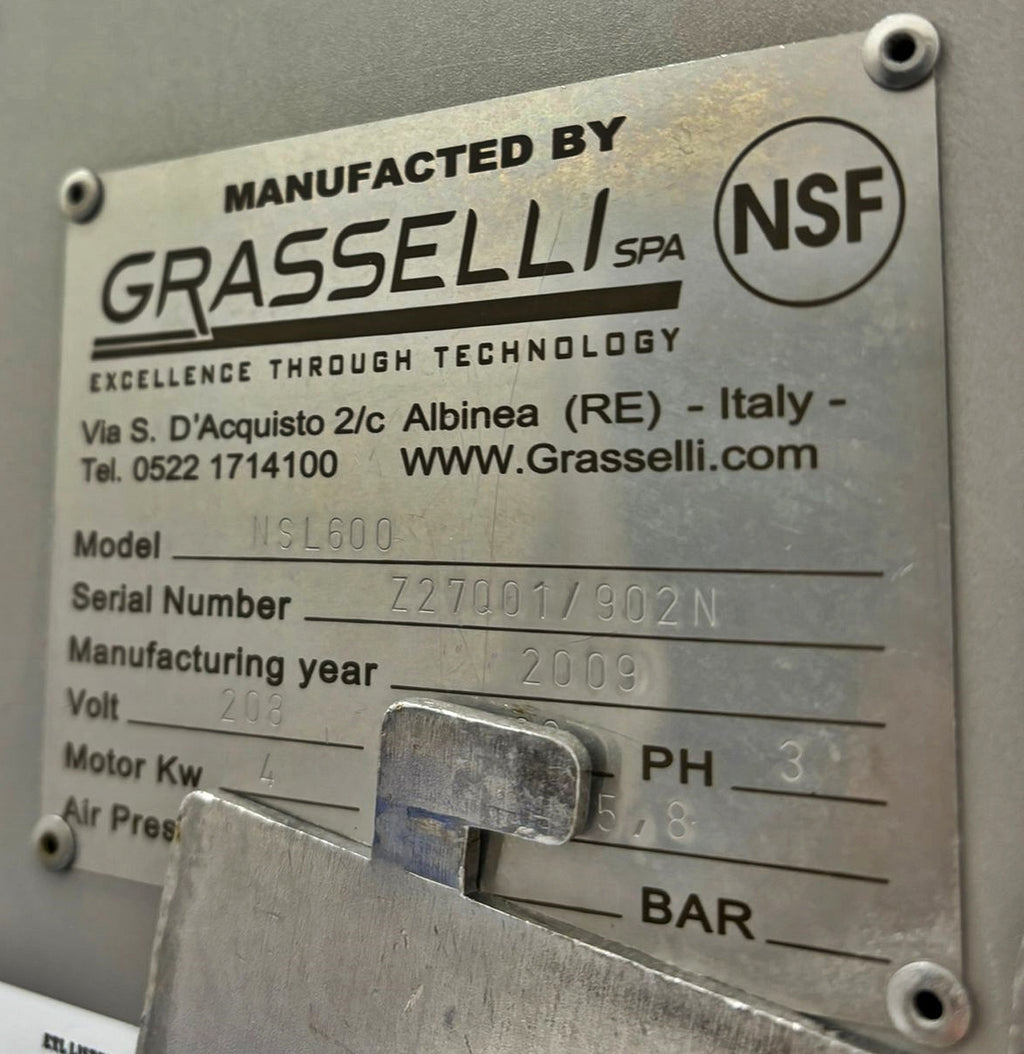 MANUFACTED BY
GRASSELLI SPA
NSF
EXCELLENCE THROUGH TECHNOLOGY
Via S. D'Acquisto 2/c Albinea (RE) - Italy -
Tel. 0522 1714100 WWW.Grasselli.com
Model NSL600
Serial Number Z27Q01/902N
Manufacturing year 2009
Volt 208 PH 3
Motor Kw 4 5,8
Air BAR